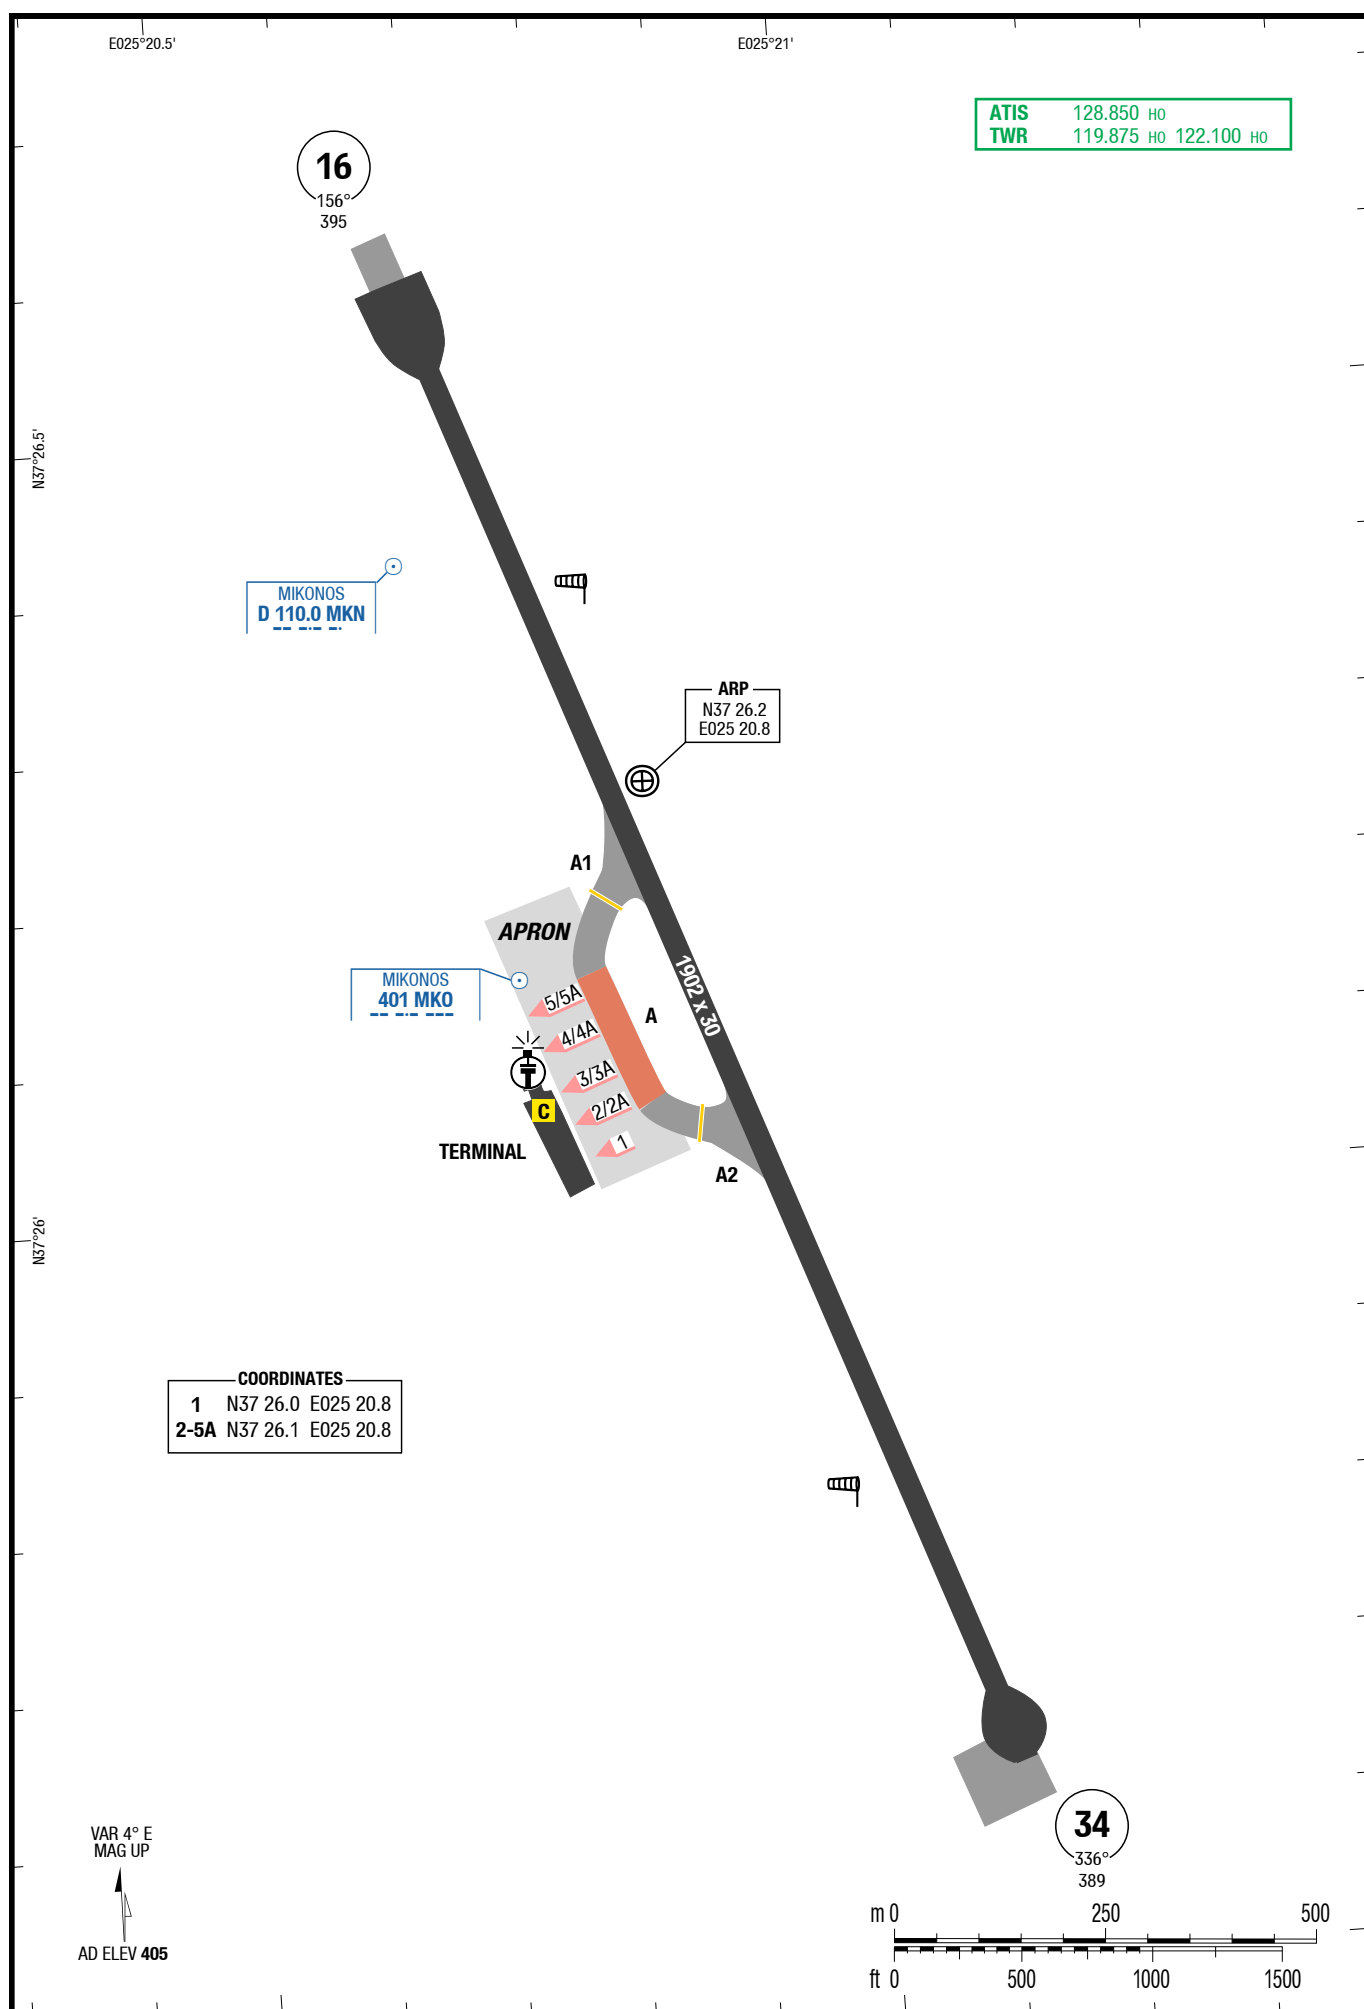 E025°20.5'
E025°21'
ATIS 128.850 HO
TWR 119.875 HO 122.100 HO
16
156°
395
N37°26.5'
MIKONOS
D 110.0 MKN
ARP
N37 26.2
E025 20.8
A1
APRON
1902 x 30
MIKONOS
401 MKO
A
5/5A
4/4A
3/3A
2/2A
1
C
TERMINAL
A2
N37°26'
COORDINATES
1 N37 26.0 E025 20.8
2-5A N37 26.1 E025 20.8
34
336°
389
VAR 4° E
MAG UP
AD ELEV 405
m 0 250 500
ft 0 500 1000 1500